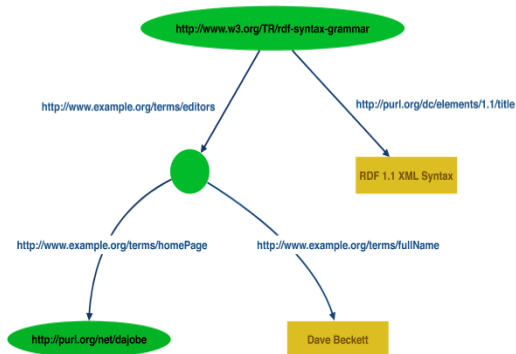 http://www.w3.org/TR/rdf-syntax-grammar
http://www.example.org/terms/editors
http://purl.org/dc/elements/1.1/title
RDF 1.1 XML Syntax
http://www.example.org/terms/homePage
http://www.example.org/terms/fullName
http://purl.org/net/dajobe
Dave Beckett